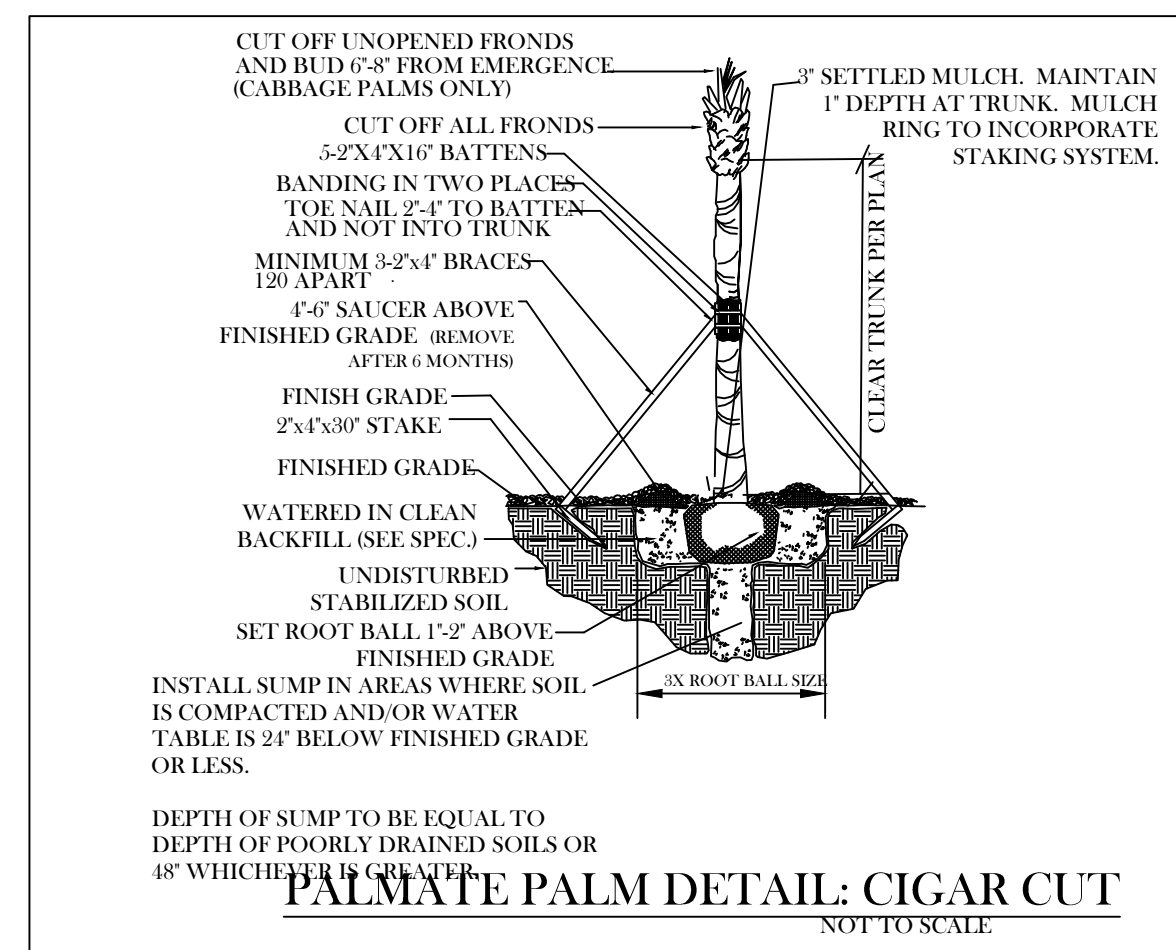 CUT OFF UNOPENED FRONDS
AND BUD 6"-8" FROM EMERGENCE
(CABBAGE PALMS ONLY)
CUT OFF ALL FRONDS
5-2"X4"X16" BATTENS
BANDING IN TWO PLACES
TOE NAIL 2"-4" TO BATTEN
AND NOT INTO TRUNK
MINIMUM 3-2"x4" BRACES
120 APART
4"-6" SAUCER ABOVE
FINISHED GRADE (REMOVE
AFTER 6 MONTHS)
FINISH GRADE
2"x4"x30" STAKE
FINISHED GRADE
WATERED IN CLEAN
BACKFILL (SEE SPEC.)
UNDISTURBED
STABILIZED SOIL
SET ROOT BALL 1"-2" ABOVE
FINISHED GRADE
INSTALL SUMP IN AREAS WHERE SOIL
IS COMPACTED AND/OR WATER
TABLE IS 24" BELOW FINISHED GRADE
OR LESS.
DEPTH OF SUMP TO BE EQUAL TO
DEPTH OF POORLY DRAINED SOILS OR
48" WHICHEVER IS GREATER.
3" SETTLED MULCH. MAINTAIN
1" DEPTH AT TRUNK. MULCH
RING TO INCORPORATE
STAKING SYSTEM.
CLEAR TRUNK PER PLAN
3X ROOT BALL SIZE
PALMATE PALM DETAIL: CIGAR CUT
NOT TO SCALE